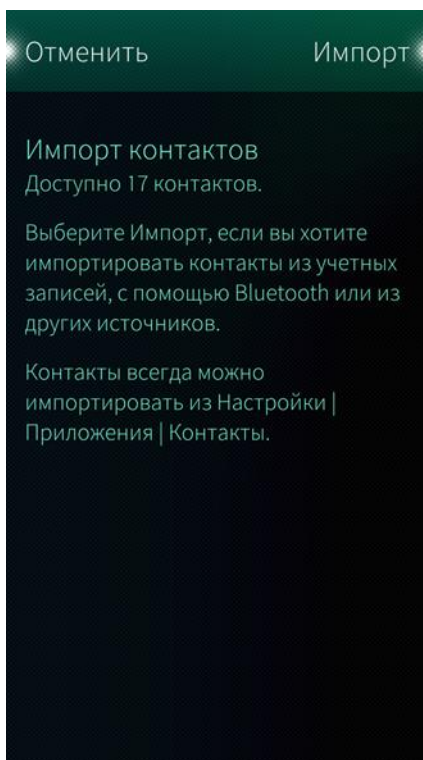 Отменить Импорт
Импорт контактов
Доступно 17 контактов.
Выберите Импорт, если вы хотите
импортировать контакты из учетных
записей, с помощью Bluetooth или из
других источников.
Контакты всегда можно
импортировать из Настройки |
Приложения | Контакты.